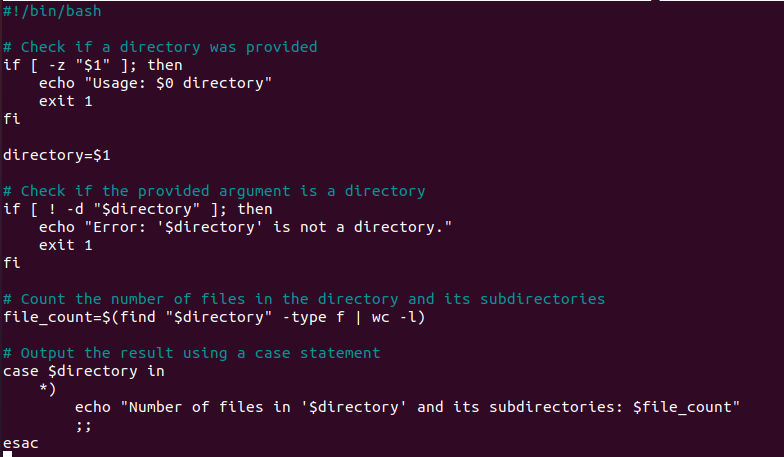 #!/bin/bash

# Check if a directory was provided
if [ -z "$1" ]; then
    echo "Usage: $0 directory"
    exit 1
fi

directory=$1

# Check if the provided argument is a directory
if [ ! -d "$directory" ]; then
    echo "Error: '$directory' is not a directory."
    exit 1
fi

# Count the number of files in the directory and its subdirectories
file_count=$(find "$directory" -type f | wc -l)

# Output the result using a case statement
case $directory in
    *)
        echo "Number of files in '$directory' and its subdirectories: $file_count"
        ;;
esac